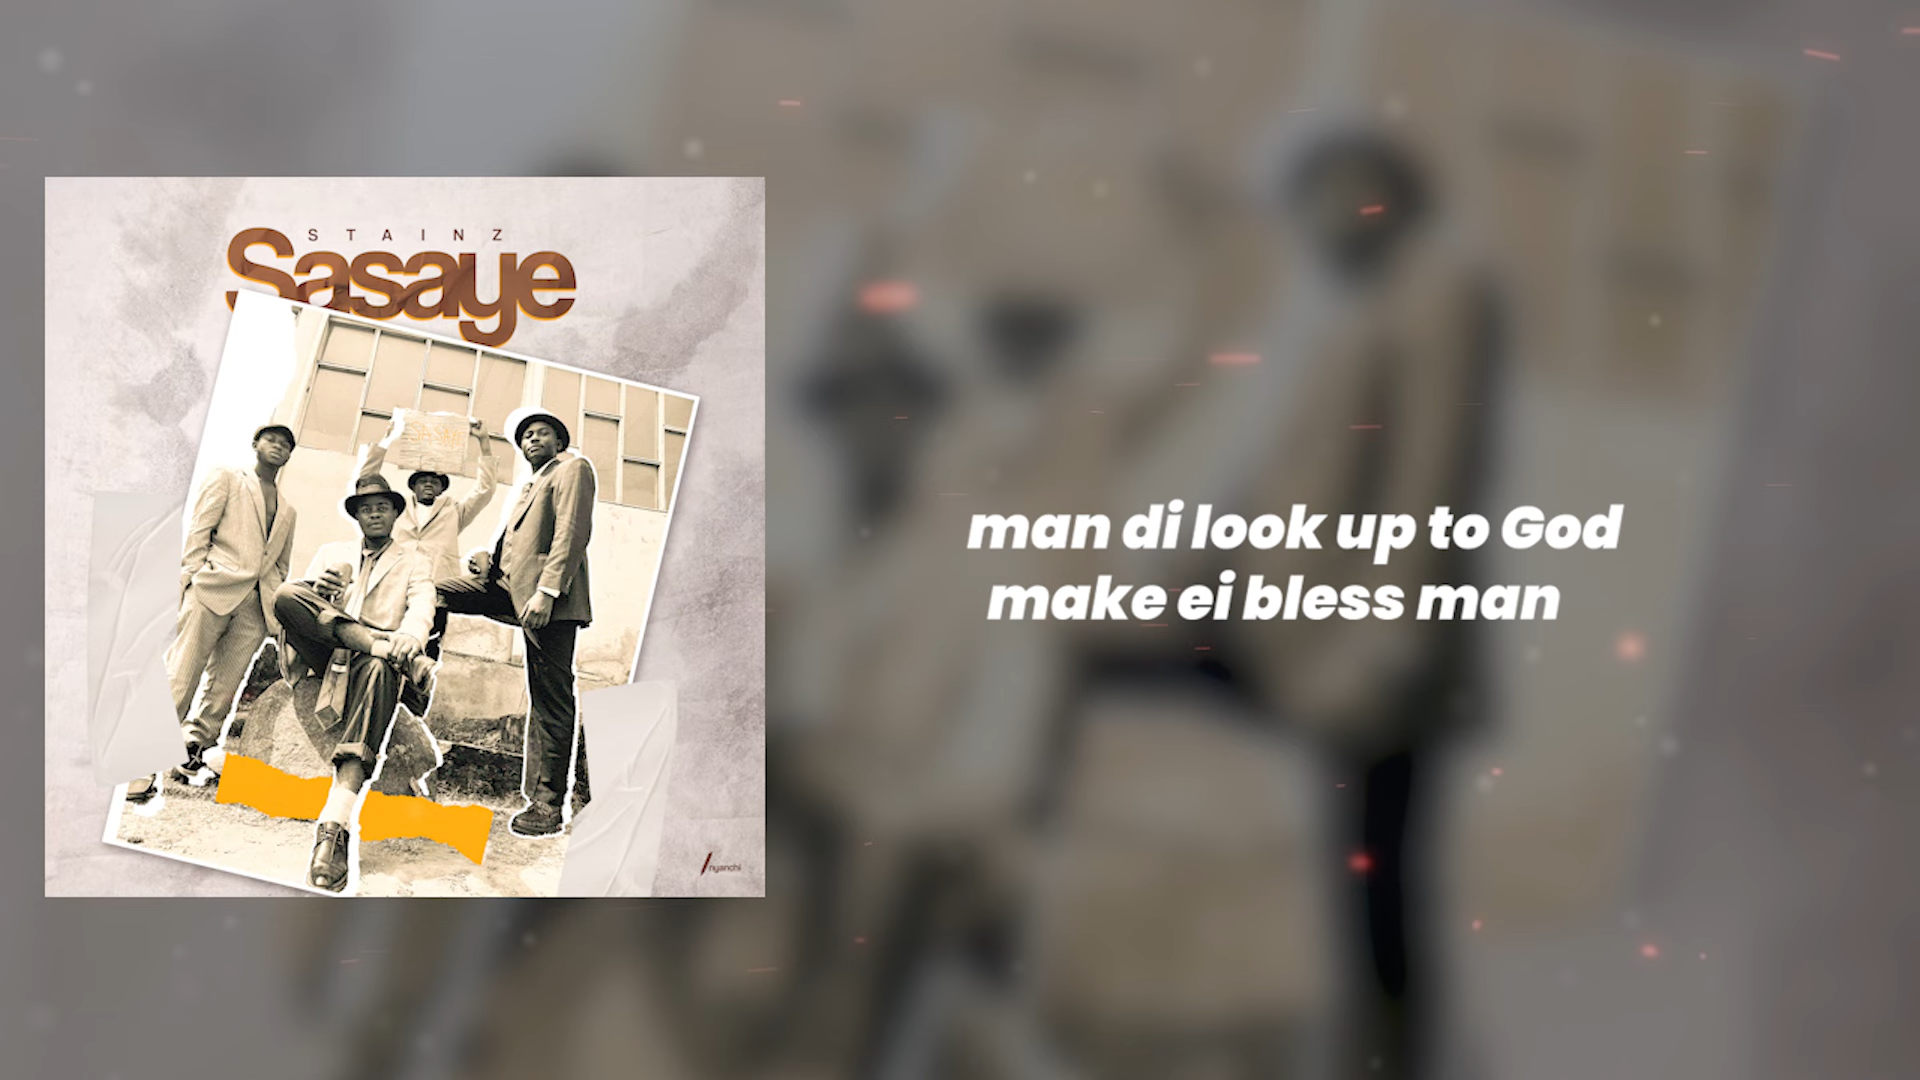 STAINZ
Sasaye
nyanchi
man di look up to God
make ei bless man